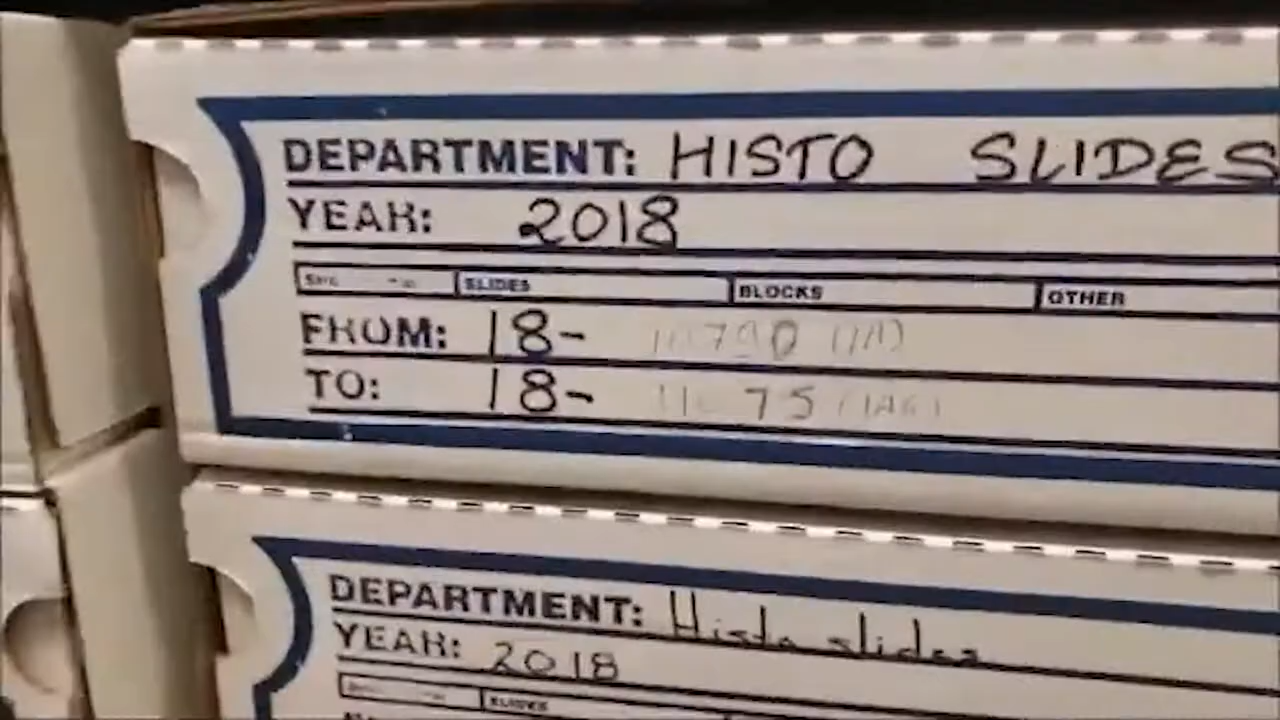 DEPARTMENT: HISTO SLIDES
YEAR: 2018
SLIDES BLOCKS OTHER
FROM: 18-
TO: 18-
DEPARTMENT: Histo slides
YEAR: 2018
SLIDES